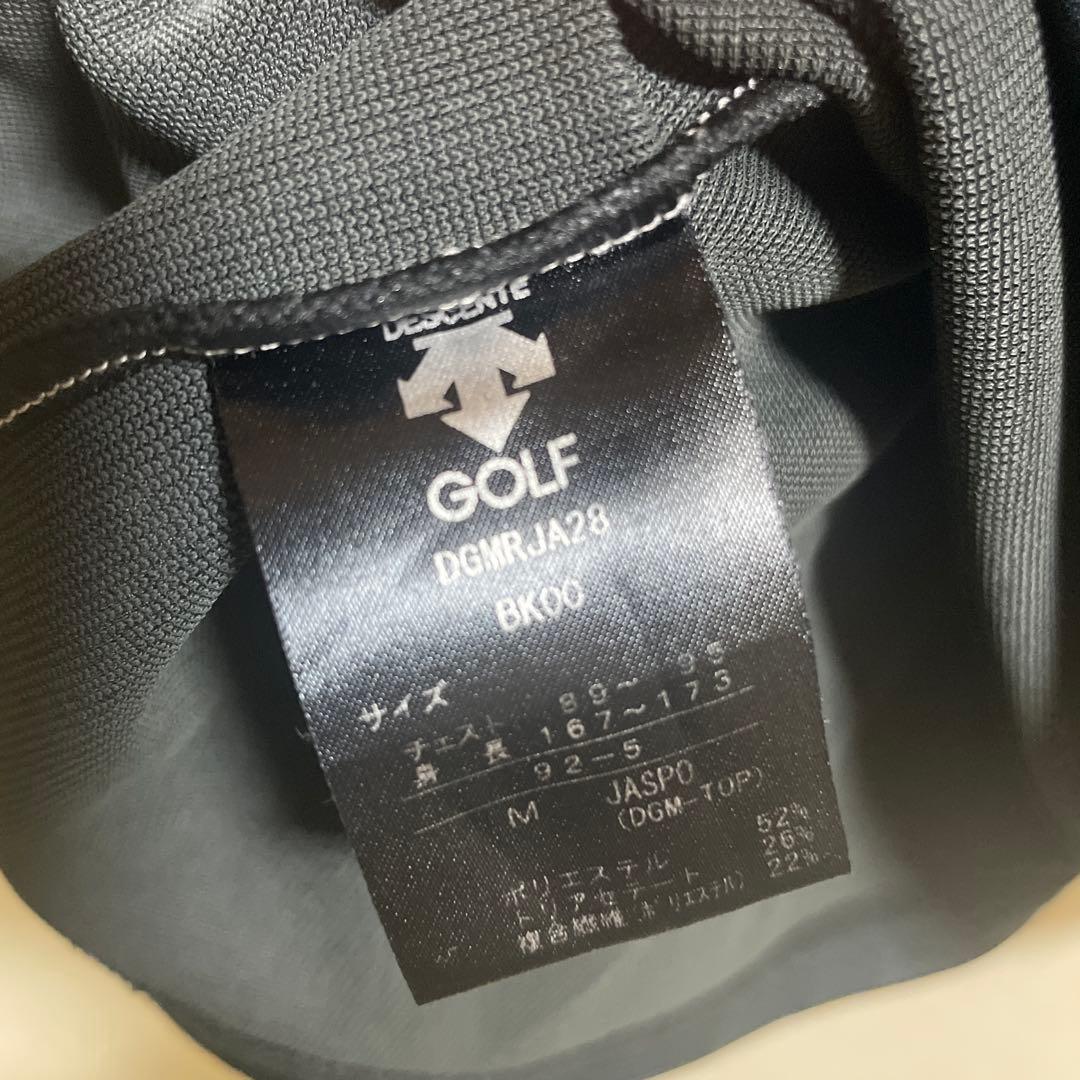 DESCENTE
GOLF
DGMRJA28
BK00
サイズ
チェスト 89～95
身 長 167～173
92-5
M JASPO
(DGM-TOP)
ポリエステル 52%
トリアセテート 26%
複合繊維(ポリエステル) 22%